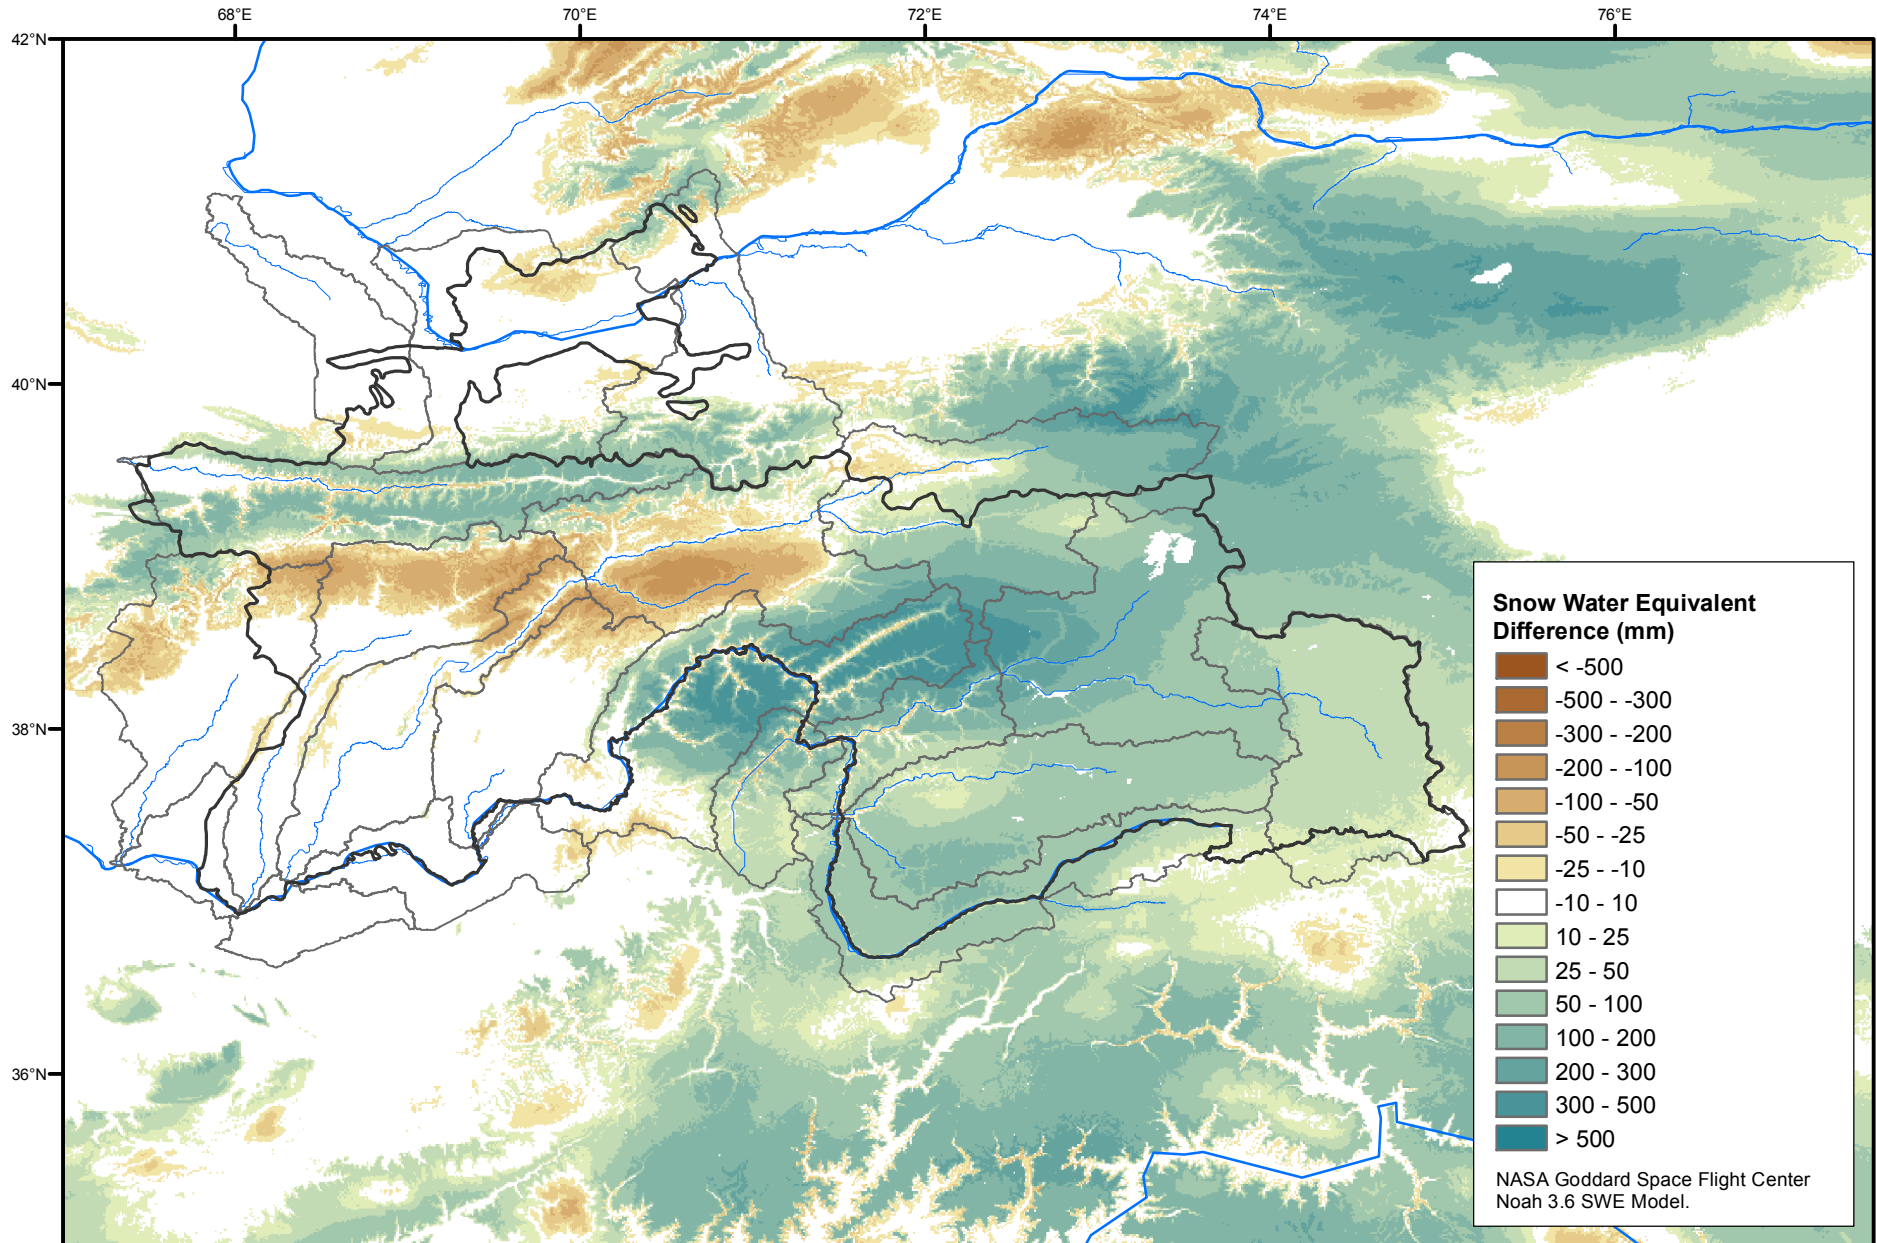 68°E 70°E 72°E 74°E 76°E
42°N
40°N
38°N
36°N
Snow Water Equivalent
Difference (mm)
< -500
-500 - -300
-300 - -200
-200 - -100
-100 - -50
-50 - -25
-25 - -10
-10 - 10
10 - 25
25 - 50
50 - 100
100 - 200
200 - 300
300 - 500
> 500
NASA Goddard Space Flight Center
Noah 3.6 SWE Model.